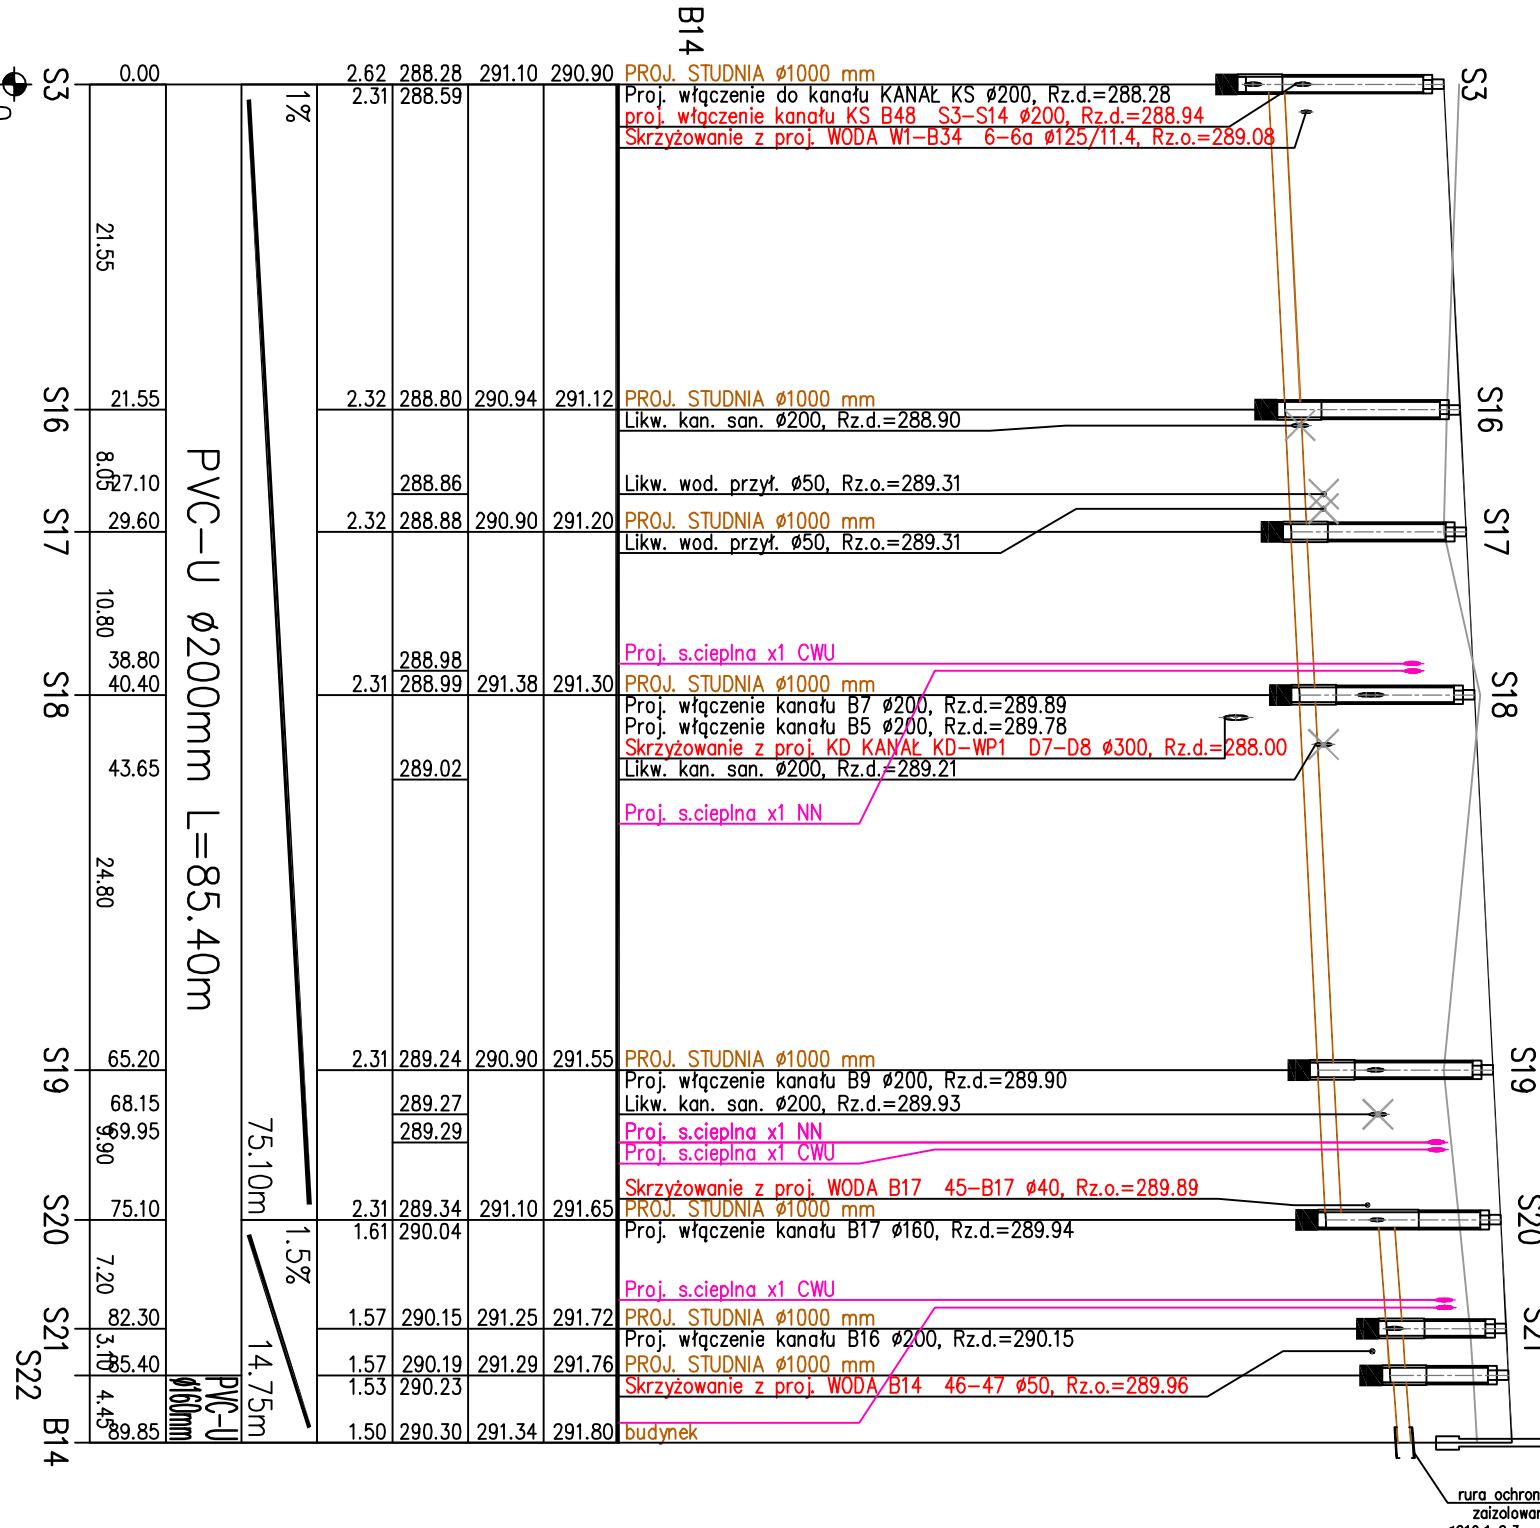 B14
S3
0.00
2.62 288.28 291.10 290.90 PROJ. STUDNIA ø1000 mm
2.31 288.59
Proj. włączenie do kanału KANAŁ KS ø200, Rz.d.=288.28
proj. włączenie kanału KS B48 S3-S14 ø200, Rz.d.=288.94
Skrzyżowanie z proj. WODA W1-B34 6-6a ø125/11.4, Rz.o.=289.08
S3
1%
21.55
S16
21.55
2.32 288.80 290.94 291.12 PROJ. STUDNIA ø1000 mm
Likw. kan. san. ø200, Rz.d.=288.90
S16
8.05
27.10
288.86
Likw. wod. przył. ø50, Rz.o.=289.31
S17
29.60
2.32 288.88 290.90 291.20 PROJ. STUDNIA ø1000 mm
Likw. wod. przył. ø50, Rz.o.=289.31
S17
10.80
38.80
288.98
Proj. s.cieplna x1 CWU
S18
40.40
2.31 288.99 291.38 291.30 PROJ. STUDNIA ø1000 mm
Proj. włączenie kanału B7 ø200, Rz.d.=289.89
Proj. włączenie kanału B5 ø200, Rz.d.=289.78
Skrzyżowanie z proj. KD KANAŁ KD-WP1 D7-D8 ø300, Rz.d.=288.00
S18
43.65
289.02
Likw. kan. san. ø200, Rz.d.=289.21
Proj. s.cieplna x1 NN
PVC-U ø200mm L=85.40m
24.80
S19
65.20
2.31 289.24 290.90 291.55 PROJ. STUDNIA ø1000 mm
Proj. włączenie kanału B9 ø200, Rz.d.=289.90
S19
68.15
289.27
Likw. kan. san. ø200, Rz.d.=289.93
9.90
69.95
289.29
Proj. s.cieplna x1 NN
Proj. s.cieplna x1 CWU
75.10m
Skrzyżowanie z proj. WODA B17 45-B17 ø40, Rz.o.=289.89
S20
75.10
2.31 289.34 291.10 291.65 PROJ. STUDNIA ø1000 mm
1.61 290.04
Proj. włączenie kanału B17 ø160, Rz.d.=289.94
S20
1.5%
7.20
Proj. s.cieplna x1 CWU
S21
82.30
1.57 290.15 291.25 291.72 PROJ. STUDNIA ø1000 mm
Proj. włączenie kanału B16 ø200, Rz.d.=290.15
S21
3.10
14.75m
S22
85.40
1.57 290.19 291.29 291.76 PROJ. STUDNIA ø1000 mm
1.53 290.23
Skrzyżowanie z proj. WODA B14 46-47 ø50, Rz.o.=289.96
PVC-U
ø160mm
4.45
B14
89.85
1.50 290.30 291.34 291.80 budynek
rura ochron
zaizolowan